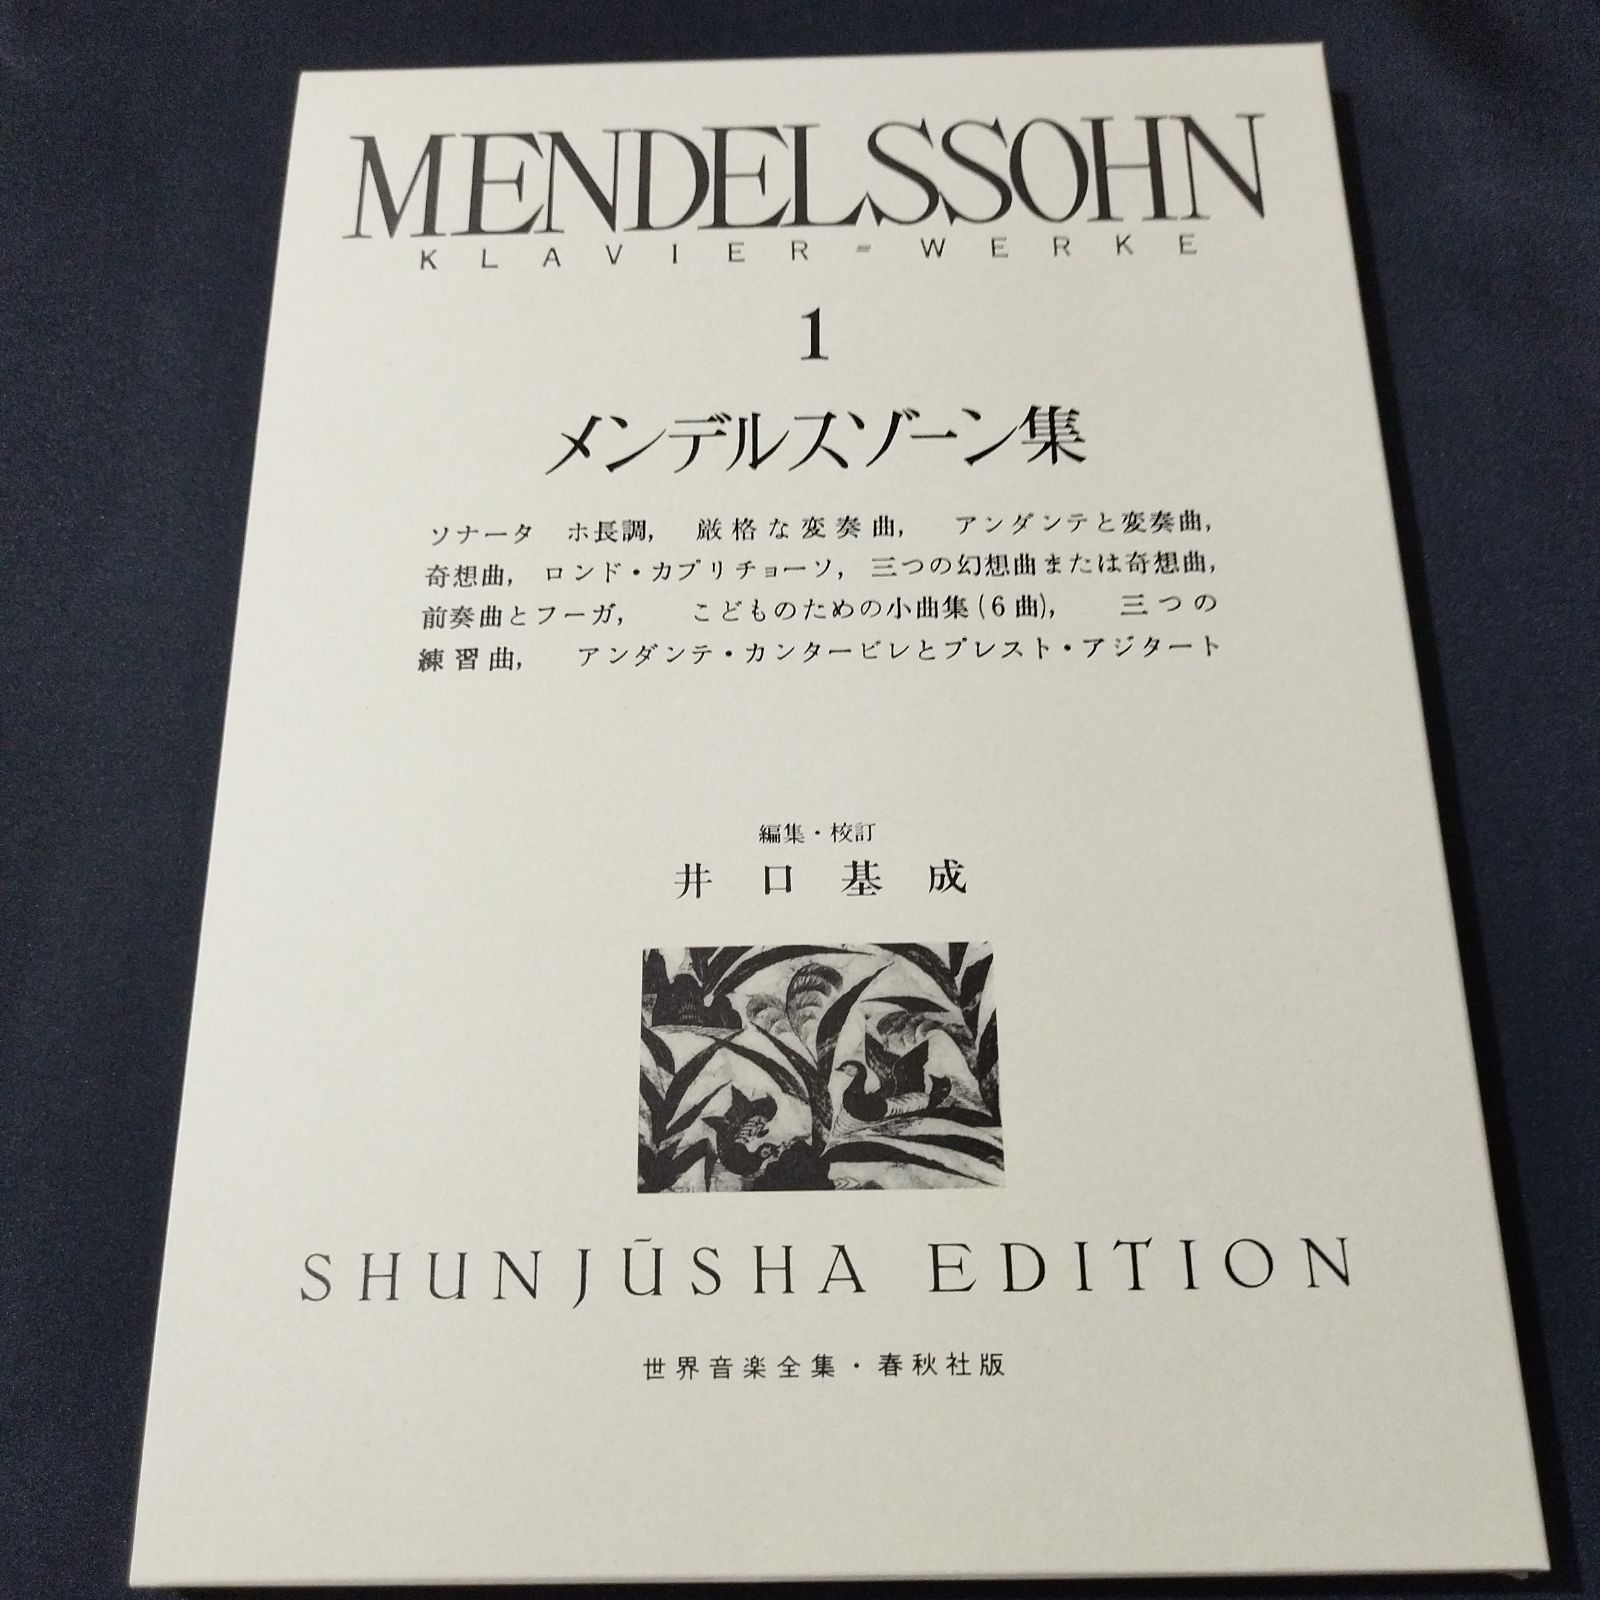 MENDELSSOHN
KLAVIER=WERKE
1
メンデルスゾーン集
ソナータ ホ長調, 厳格な変奏曲, アンダンテと変奏曲,
奇想曲, ロンド・カプリチョーソ, 三つの幻想曲または奇想曲,
前奏曲とフーガ, こどものための小曲集(6曲), 三つの
練習曲, アンダンテ・カンタービレとプレスト・アジタート
編集・校訂
井口基成
SHUNJŪSHA EDITION
世界音楽全集・春秋社版